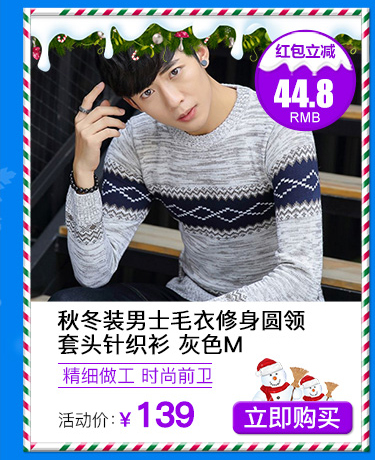 红包立减
44.8
RMB
秋冬装男士毛衣修身圆领
套头针织衫 灰色M
精细做工 时尚前卫
活动价:¥139
立即购买